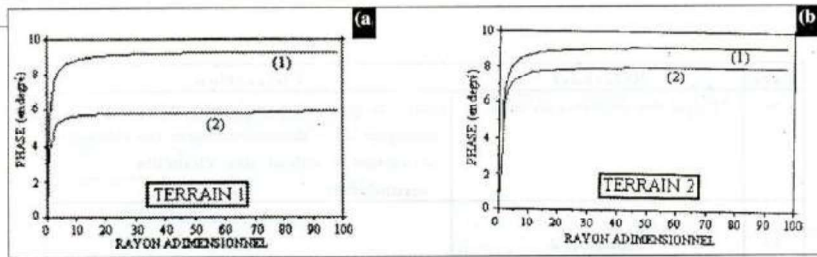 (a
PHASE (en degré)
10
8
6
4
2
0
(1)
(2)
TERRAIN 1
0 10 20 30 40 50 60 70 80 90 100
RAYON ADIMENSIONNEL
(b
PHASE (en degré)
10
8
6
4
2
0
(1)
(2)
TERRAIN 2
0 10 20 30 40 50 60 70 80 90 100
RAYON ADIMENSIONNEL